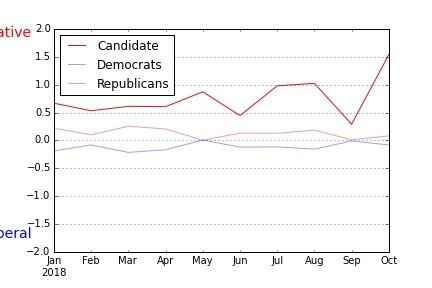 ative
Candidate
Democrats
Republicans
2.0
1.5
1.0
0.5
0.0
−0.5
−1.0
−1.5
−2.0
beral
Jan Feb Mar Apr May Jun Jul Aug Sep Oct
2018